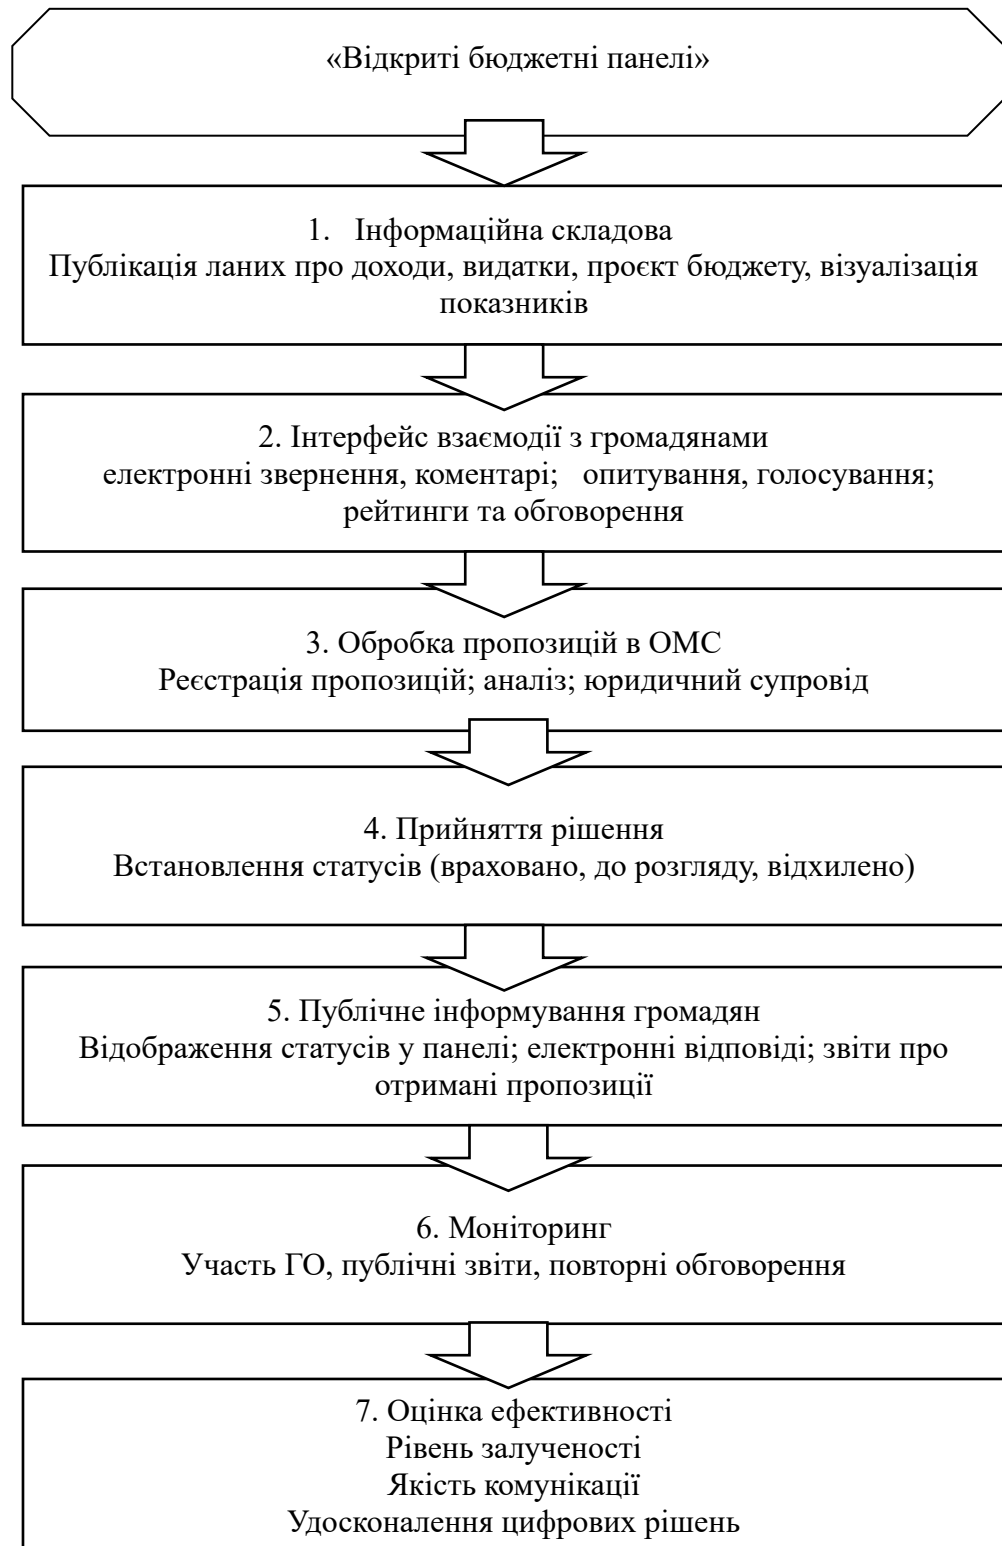 «Відкриті бюджетні панелі»
1. Інформаційна складова
Публікація ланих про доходи, видатки, проєкт бюджету, візуалізація
показників
2. Інтерфейс взаємодії з громадянами
електронні звернення, коментарі; опитування, голосування;
рейтинги та обговорення
3. Обробка пропозицій в ОМС
Реєстрація пропозицій; аналіз; юридичний супровід
4. Прийняття рішення
Встановлення статусів (враховано, до розгляду, відхилено)
5. Публічне інформування громадян
Відображення статусів у панелі; електронні відповіді; звіти про
отримані пропозиції
6. Моніторинг
Участь ГО, публічні звіти, повторні обговорення
7. Оцінка ефективності
Рівень залученості
Якість комунікації
Удосконалення цифрових рішень